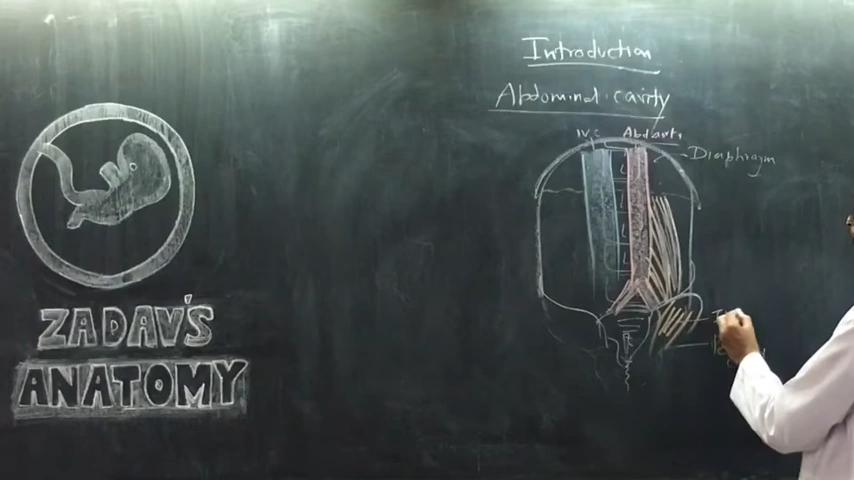 Introduction
Abdominal cavity
IVC
Abd aorta
Diaphragm
ZADAV'S
ANATOMY